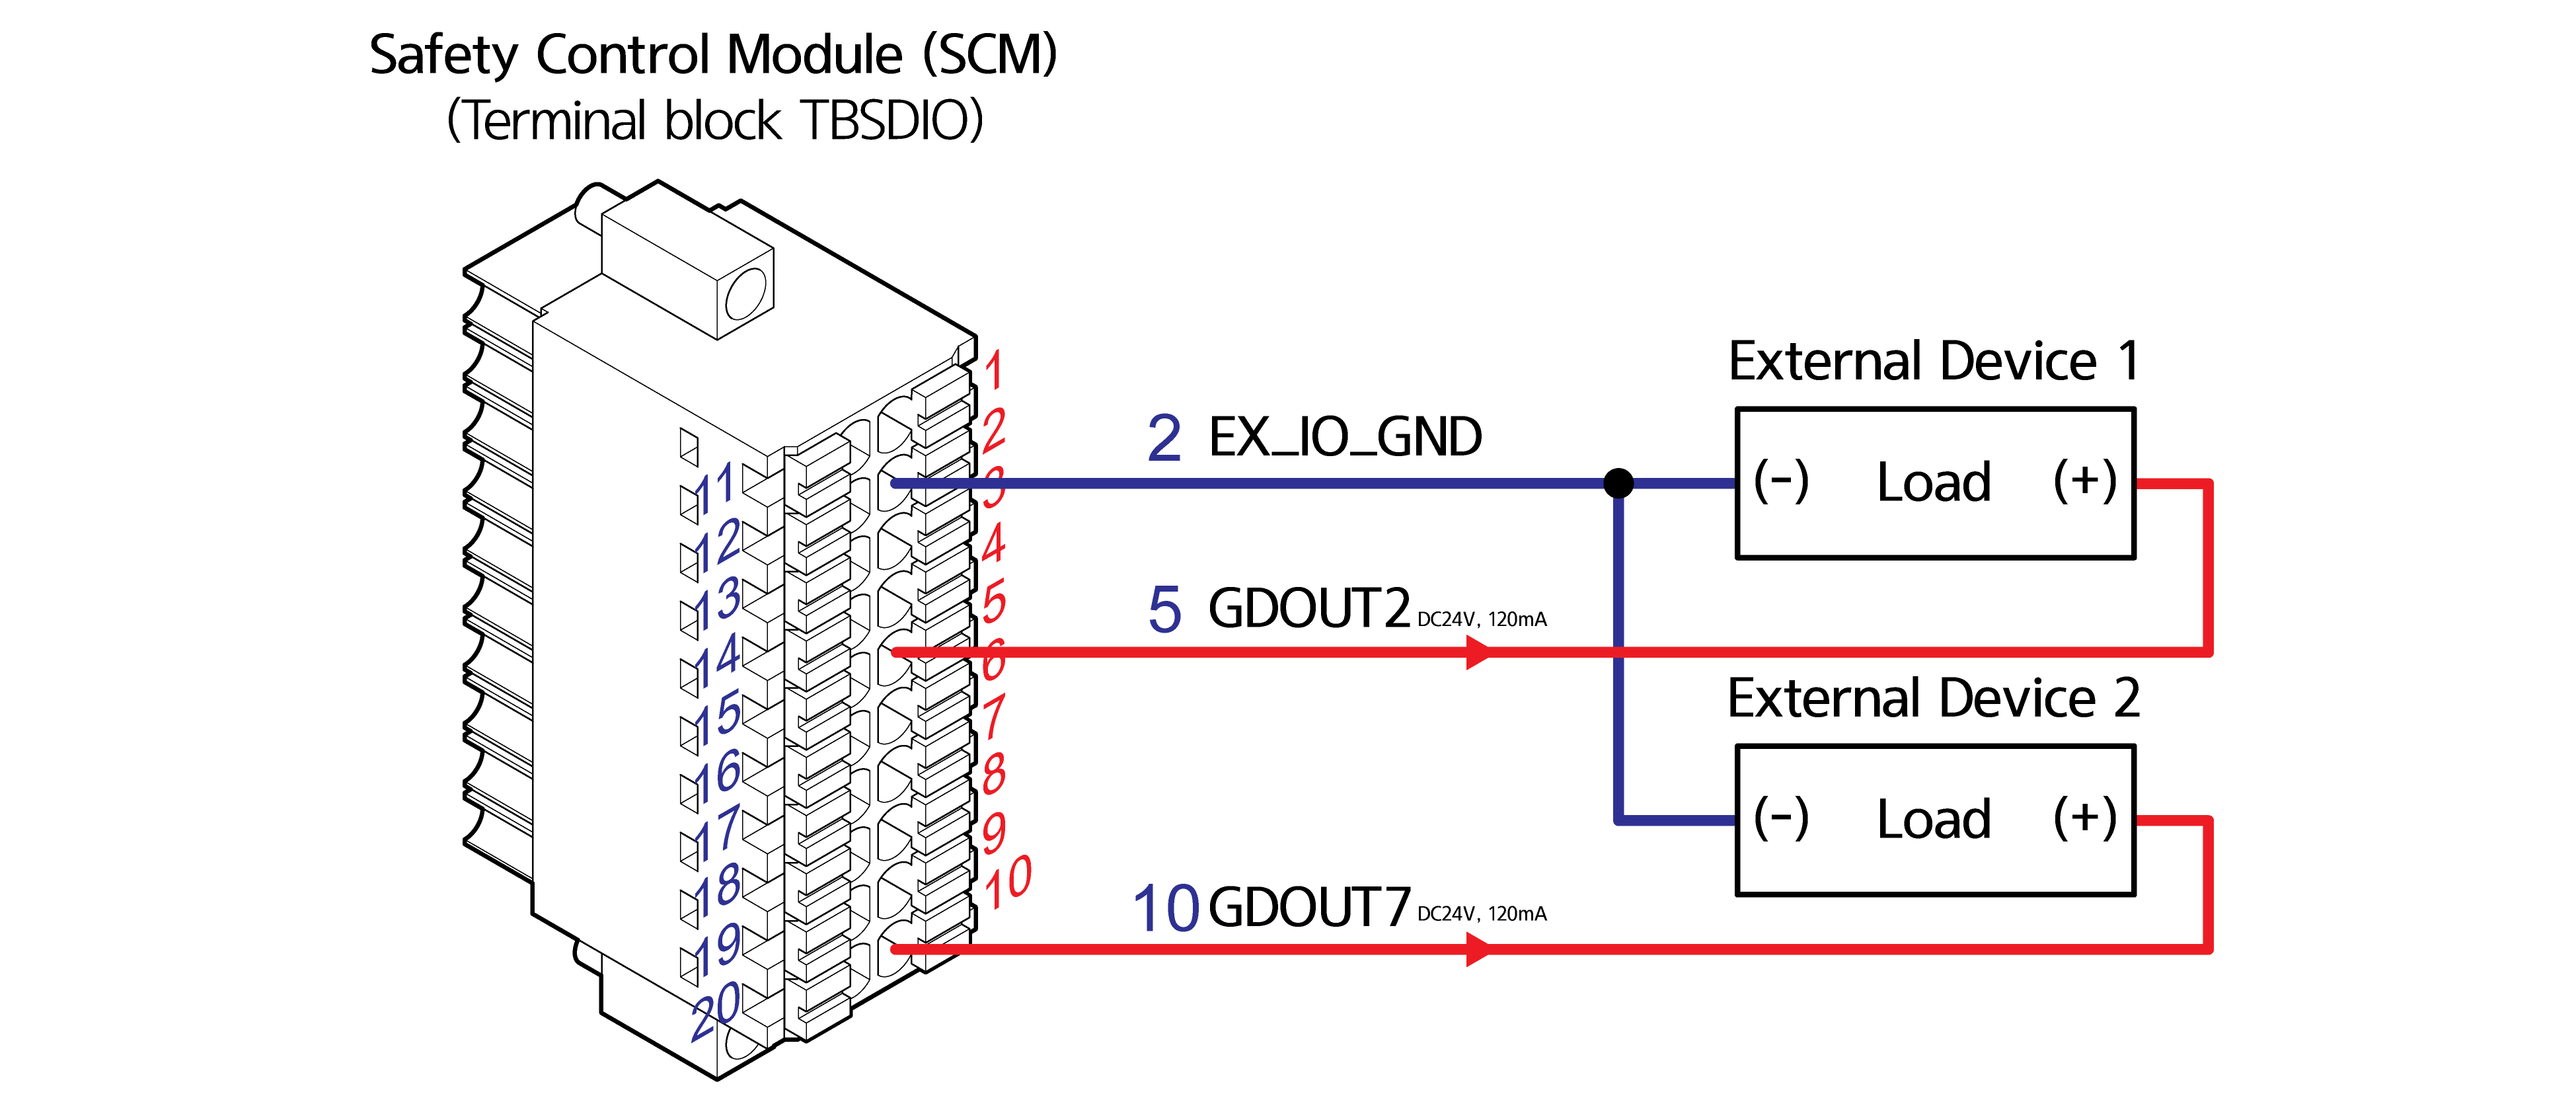 Safety Control Module (SCM)
(Terminal block TBSDIO)
1
2
3
4
5
6
7
8
9
10
11
12
13
14
15
16
17
18
19
20
2 EX_IO_GND
5 GDOUT2 DC24V, 120mA
10 GDOUT7 DC24V, 120mA
External Device 1
(-) Load (+)
External Device 2
(-) Load (+)